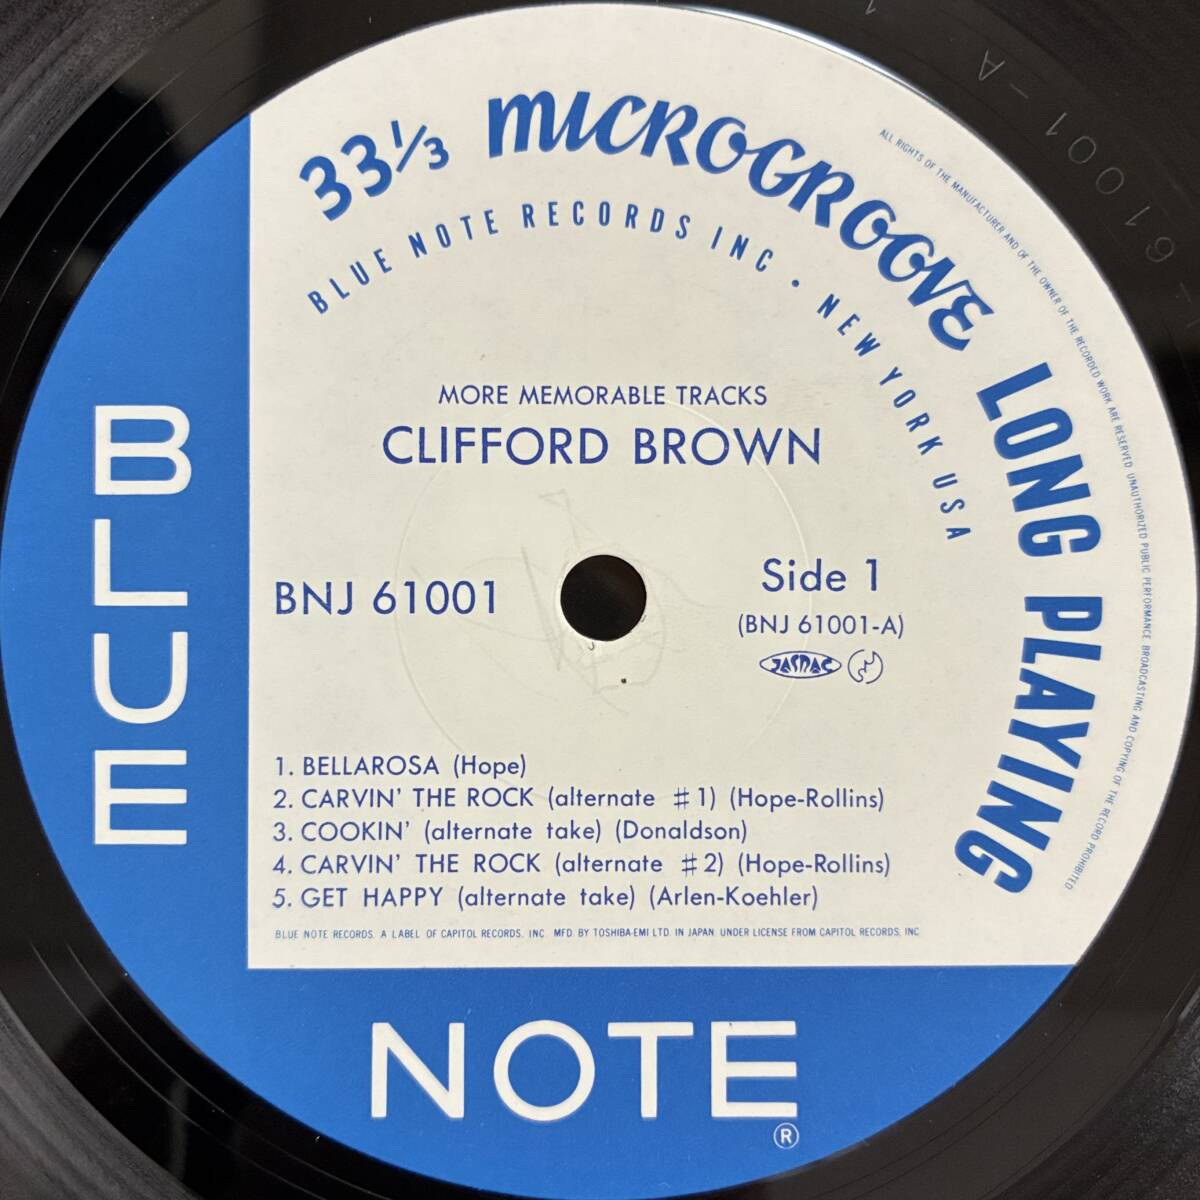 33⅓ MICROGROOVE LONG PLAYING
BLUE NOTE RECORDS INC • NEW YORK USA
ALL RIGHTS OF THE MANUFACTURER AND OF THE OWNER OF THE RECORDED WORK ARE RESERVED. UNAUTHORIZED PUBLIC PERFORMANCE BROADCASTING AND COPYING OF THE RECORD PROHIBITED
61001-A
1
MORE MEMORABLE TRACKS
CLIFFORD BROWN
BNJ 61001
Side 1
(BNJ 61001-A)
JASRAC
1. BELLAROSA (Hope)
2. CARVIN' THE ROCK (alternate #1) (Hope-Rollins)
3. COOKIN' (alternate take) (Donaldson)
4. CARVIN' THE ROCK (alternate #2) (Hope-Rollins)
5. GET HAPPY (alternate take) (Arlen-Koehler)
BLUE NOTE RECORDS. A LABEL OF CAPITOL RECORDS, INC. MFD. BY TOSHIBA-EMI LTD. IN JAPAN. UNDER LICENSE FROM CAPITOL RECORDS, INC
BLUE
NOTE
®